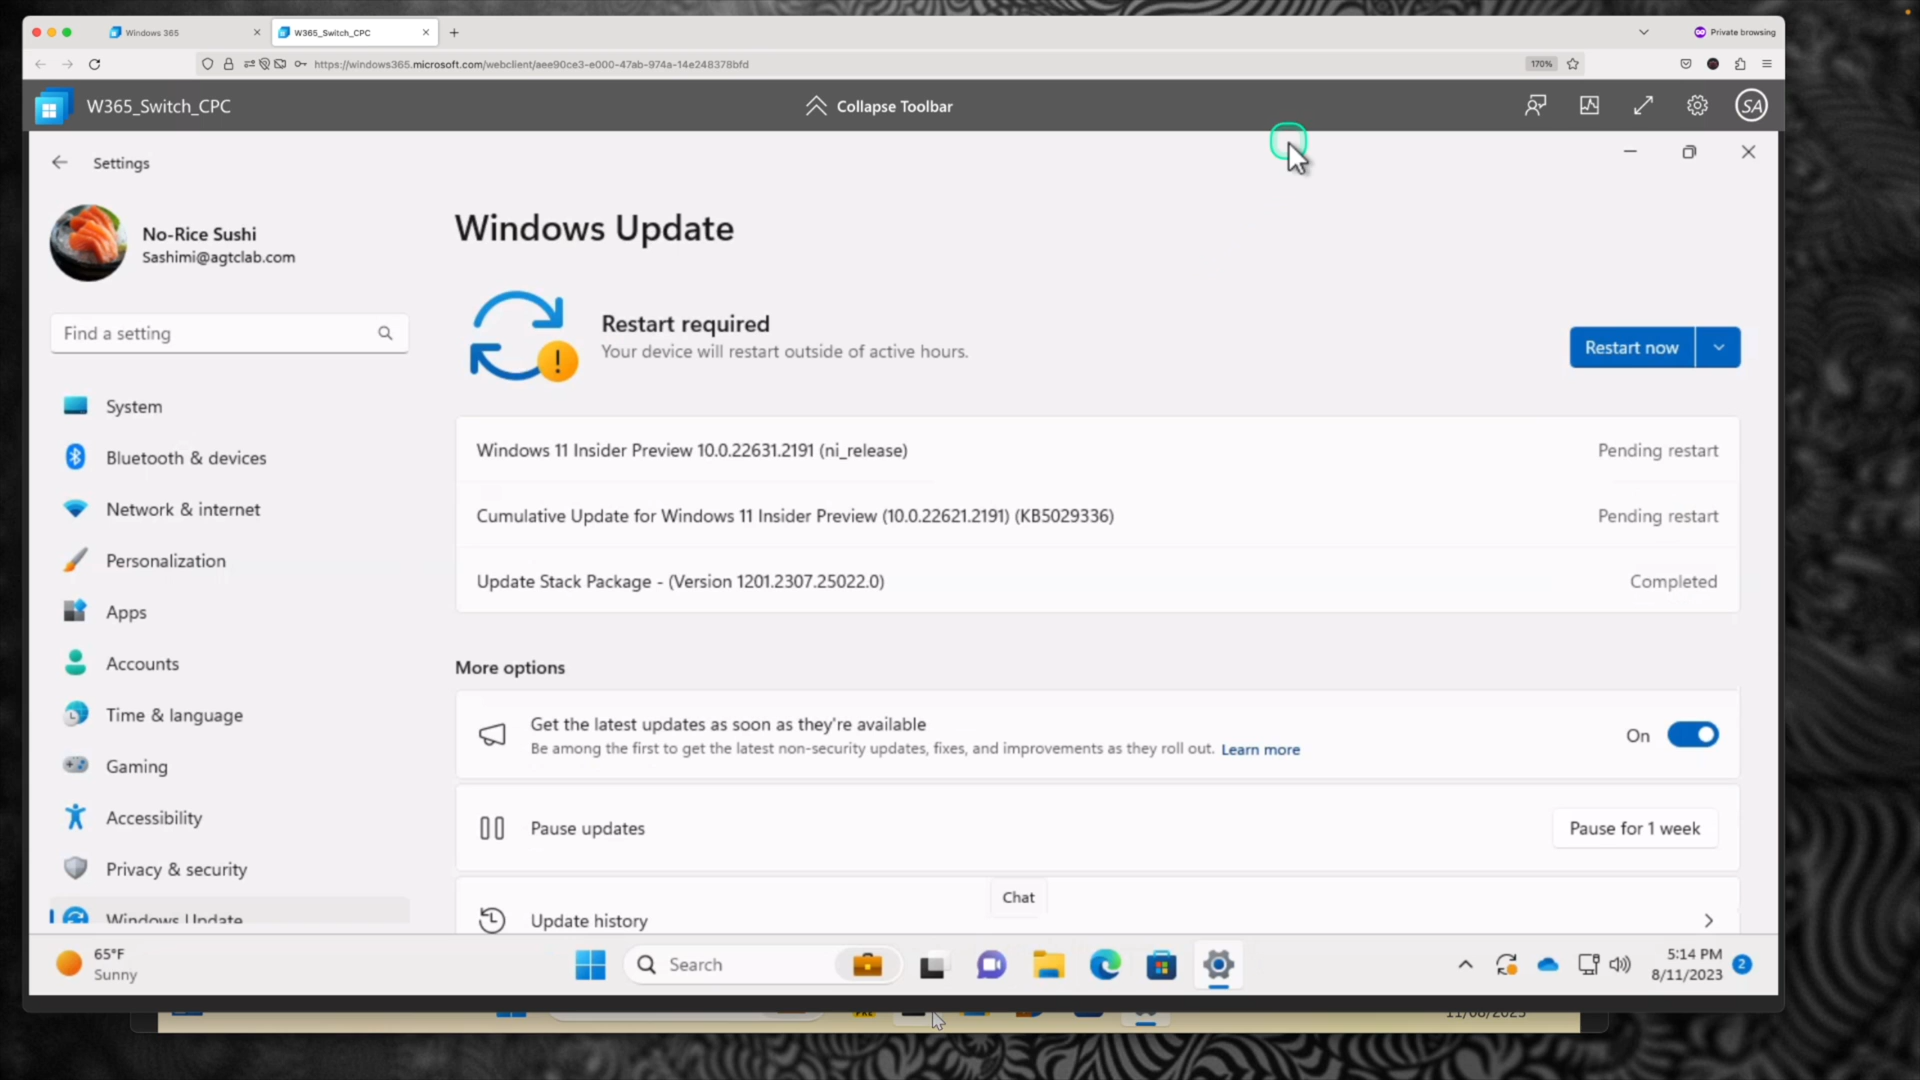 Windows 365
W365_Switch_CPC
Private browsing
https://windows365.microsoft.com/webclient/aee90ce3-e000-47ab-974a-14e248378bfd
170%
W365_Switch_CPC
Collapse Toolbar
SA
Settings
No-Rice Sushi
Sashimi@agtclab.com
Find a setting
System
Bluetooth & devices
Network & internet
Personalization
Apps
Accounts
Time & language
Gaming
Accessibility
Privacy & security
Windows Update
Windows Update
Restart required
Your device will restart outside of active hours.
Restart now
Windows 11 Insider Preview 10.0.22631.2191 (ni_release)
Pending restart
Cumulative Update for Windows 11 Insider Preview (10.0.22621.2191) (KB5029336)
Pending restart
Update Stack Package - (Version 1201.2307.25022.0)
Completed
More options
Get the latest updates as soon as they're available
Be among the first to get the latest non-security updates, fixes, and improvements as they roll out. Learn more
On
Pause updates
Pause for 1 week
Chat
Update history
65°F
Sunny
Search
5:14 PM
8/11/2023
2
11/08/2023